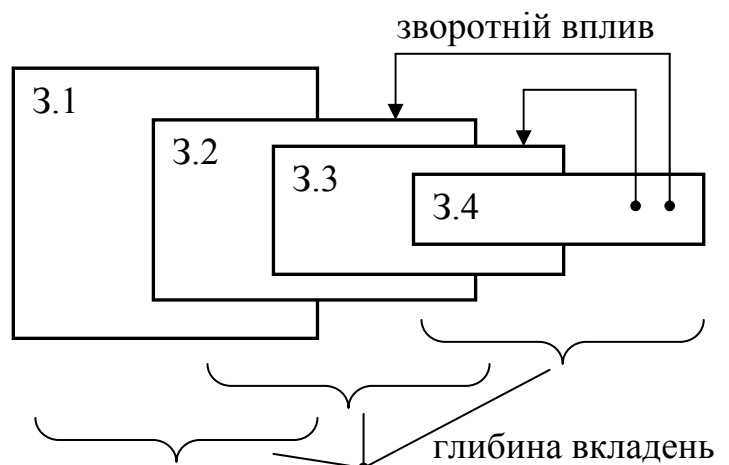 зворотній вплив
З.1
З.2
З.3
З.4
глибина вкладень